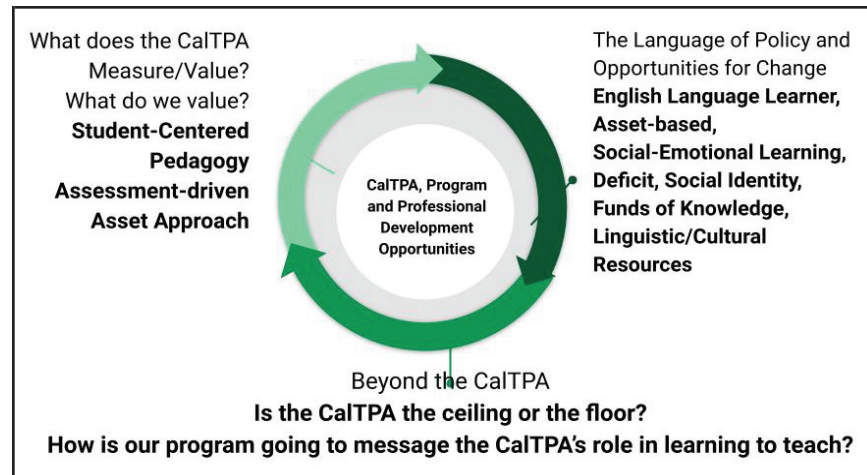 What does the CalTPA
Measure/Value?
What do we value?
Student-Centered
Pedagogy
Assessment-driven
Asset Approach
CalTPA, Program
and Professional
Development
Opportunities
The Language of Policy and
Opportunities for Change
English Language Learner,
Asset-based,
Social-Emotional Learning,
Deficit, Social Identity,
Funds of Knowledge,
Linguistic/Cultural
Resources
Beyond the CalTPA
Is the CalTPA the ceiling or the floor?
How is our program going to message the CalTPA's role in learning to teach?